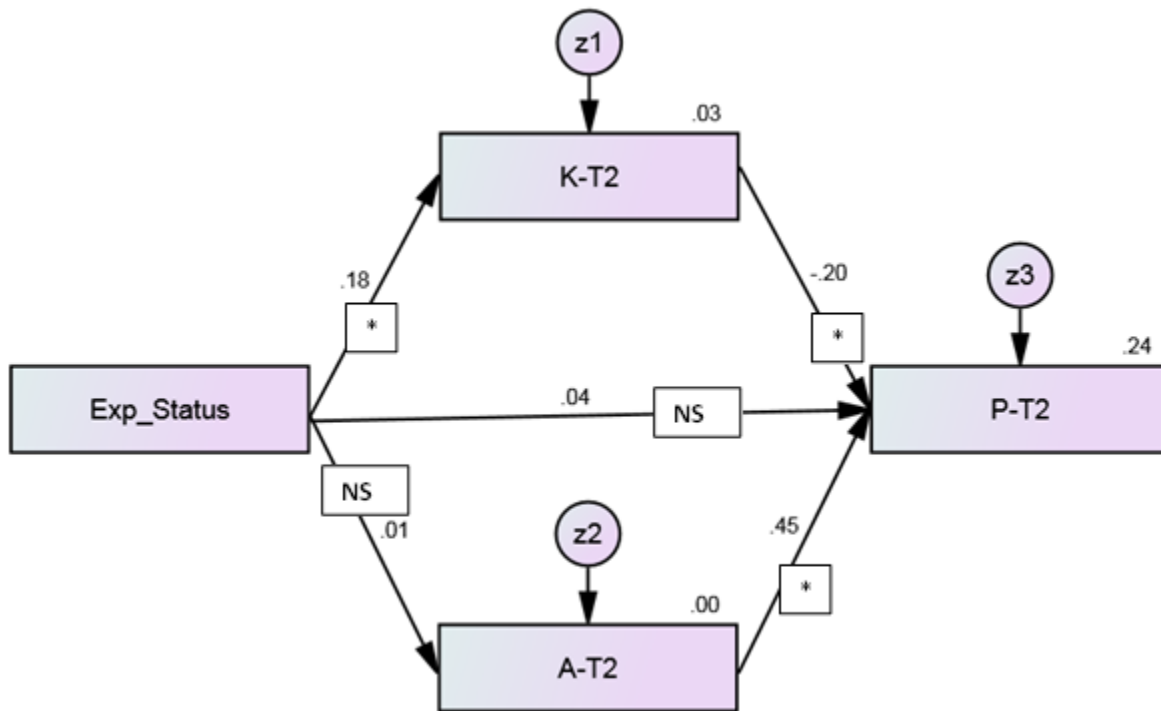 z1
.03
K-T2
.18
*
-.20
*
z3
.24
Exp_Status
.04
NS
P-T2
NS
.01
z2
.45
*
.00
A-T2